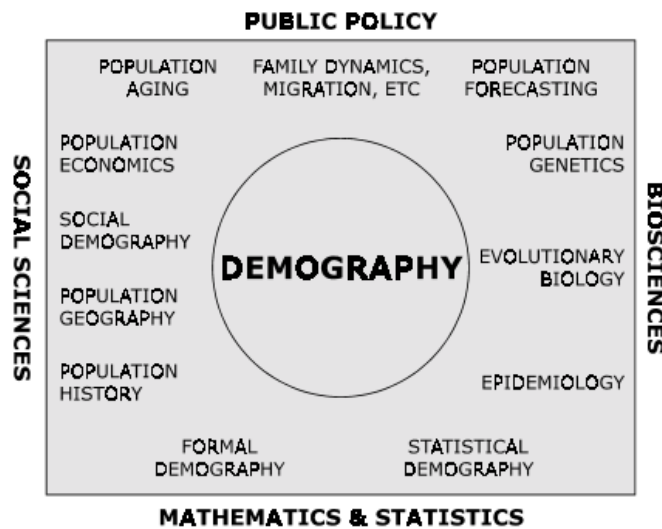 PUBLIC POLICY
POPULATION
AGING
FAMILY DYNAMICS,
MIGRATION, ETC
POPULATION
FORECASTING
SOCIAL SCIENCES
POPULATION
ECONOMICS
SOCIAL
DEMOGRAPHY
POPULATION
GEOGRAPHY
POPULATION
HISTORY
DEMOGRAPHY
POPULATION
GENETICS
EVOLUTIONARY
BIOLOGY
EPIDEMIOLOGY
BIOSCIENCES
FORMAL
DEMOGRAPHY
STATISTICAL
DEMOGRAPHY
MATHEMATICS & STATISTICS